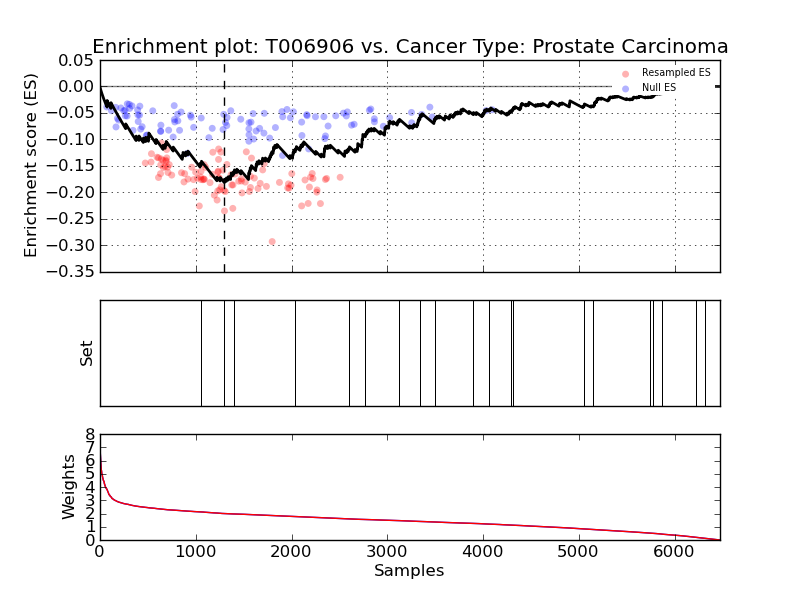 Enrichment plot: T006906 vs. Cancer Type: Prostate Carcinoma
Enrichment score (ES)
0.05
0.00
−0.05
−0.10
−0.15
−0.20
−0.25
−0.30
−0.35
Resampled ES
Null ES
Set
Weights
8
7
6
5
4
3
2
1
0
0 1000 2000 3000 4000 5000 6000
Samples